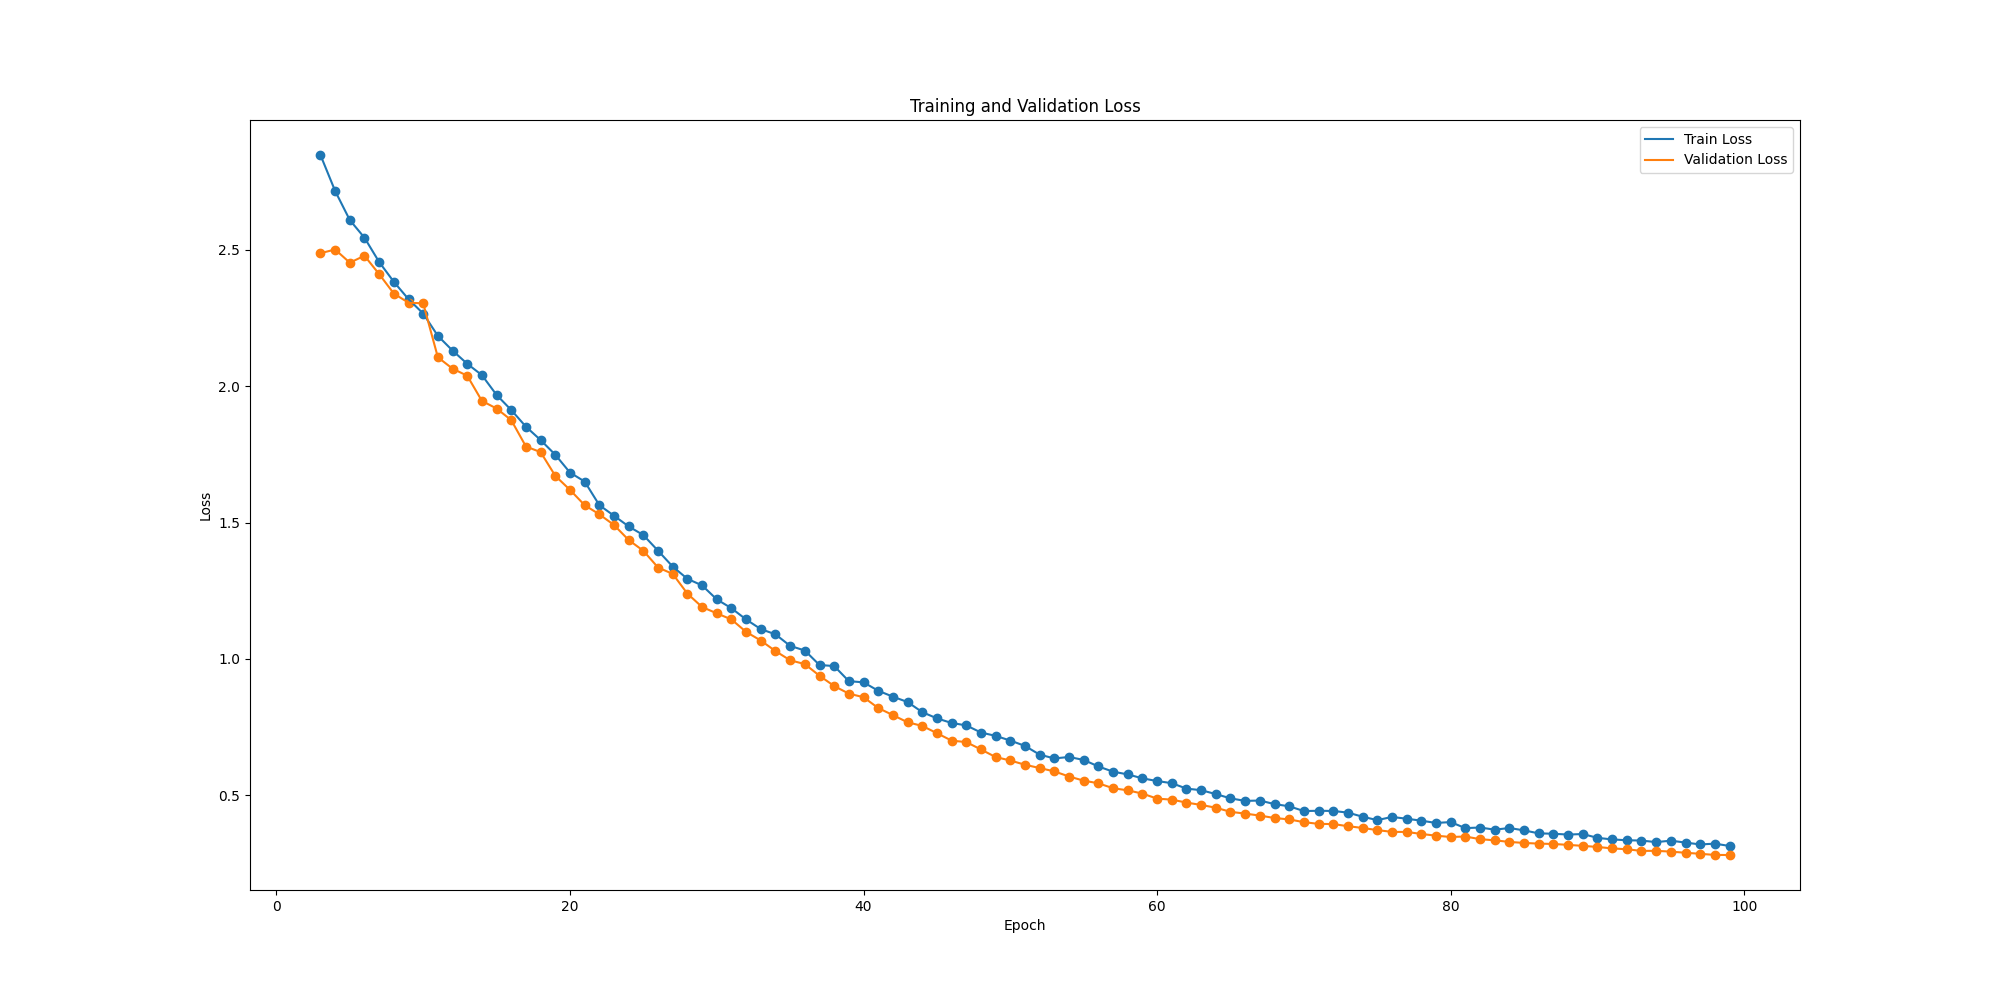 Training and Validation Loss
Train Loss
Validation Loss
2.5
2.0
1.5
1.0
0.5
Loss
0 20 40 60 80 100
Epoch